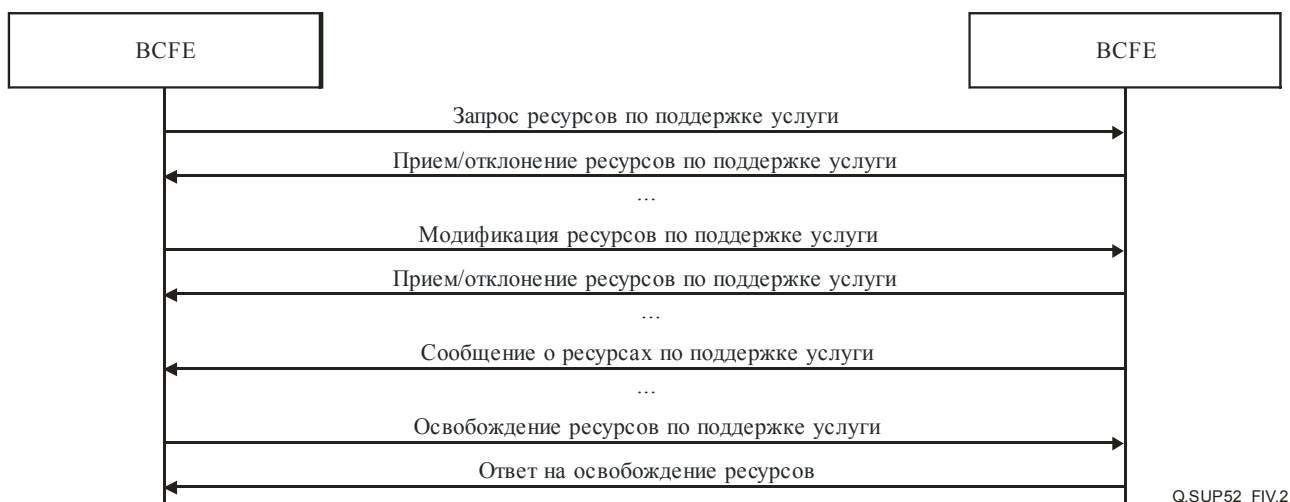 BCFE
BCFE
Запрос ресурсов по поддержке услуги
Прием/отклонение ресурсов по поддержке услуги
...
Модификация ресурсов по поддержке услуги
Прием/отклонение ресурсов по поддержке услуги
...
Сообщение о ресурсах по поддержке услуги
...
Освобождение ресурсов по поддержке услуги
Ответ на освобождение ресурсов
Q.SUP52_FIV.2